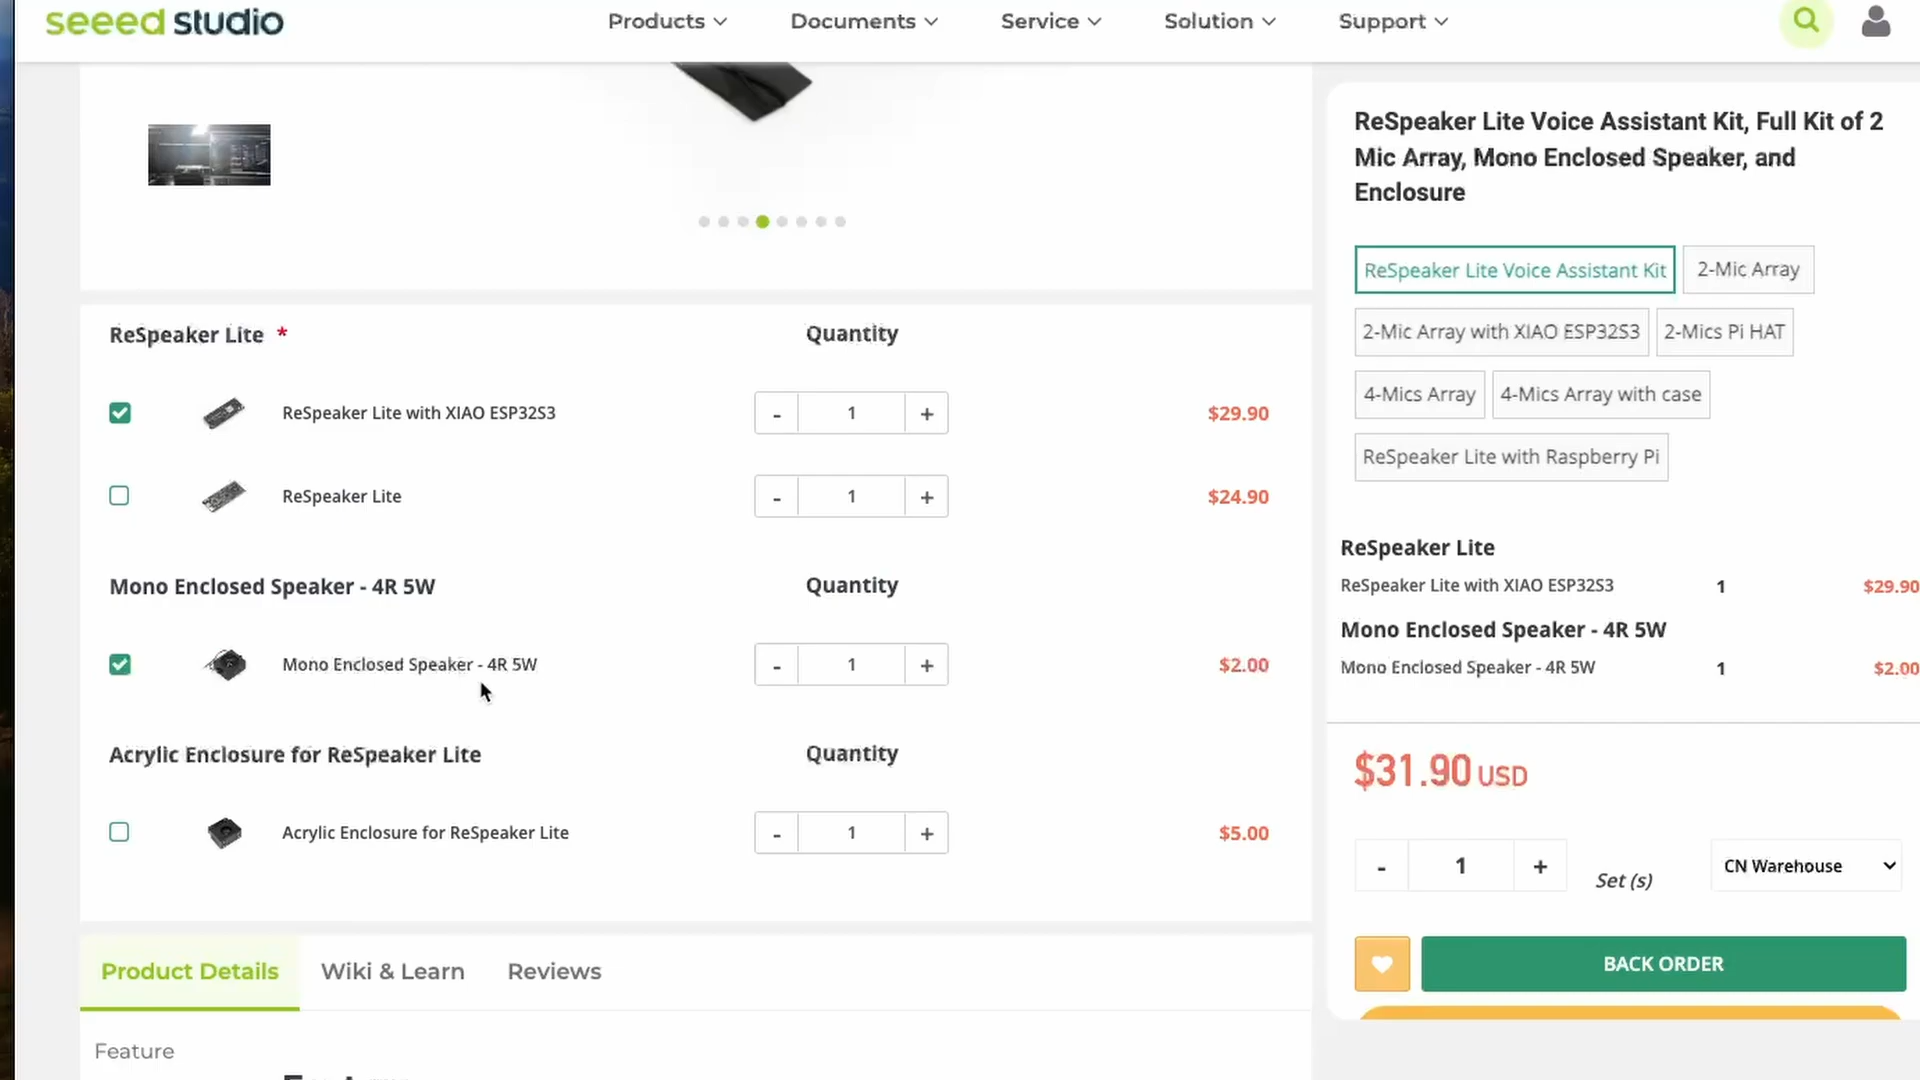 seeed studio
Products
Documents
Service
Solution
Support
ReSpeaker Lite Voice Assistant Kit, Full Kit of 2
Mic Array, Mono Enclosed Speaker, and
Enclosure
ReSpeaker Lite Voice Assistant Kit
2-Mic Array
2-Mic Array with XIAO ESP32S3
2-Mics Pi HAT
4-Mics Array
4-Mics Array with case
ReSpeaker Lite with Raspberry Pi
ReSpeaker Lite *
Quantity
ReSpeaker Lite with XIAO ESP32S3
- 1 +
$29.90
ReSpeaker Lite
- 1 +
$24.90
Mono Enclosed Speaker - 4R 5W
Quantity
Mono Enclosed Speaker - 4R 5W
- 1 +
$2.00
Acrylic Enclosure for ReSpeaker Lite
Quantity
Acrylic Enclosure for ReSpeaker Lite
- 1 +
$5.00
ReSpeaker Lite
ReSpeaker Lite with XIAO ESP32S3 1 $29.90
Mono Enclosed Speaker - 4R 5W
Mono Enclosed Speaker - 4R 5W 1 $2.00
$31.90 USD
- 1 +
Set (s)
CN Warehouse
BACK ORDER
Product Details
Wiki & Learn
Reviews
Feature